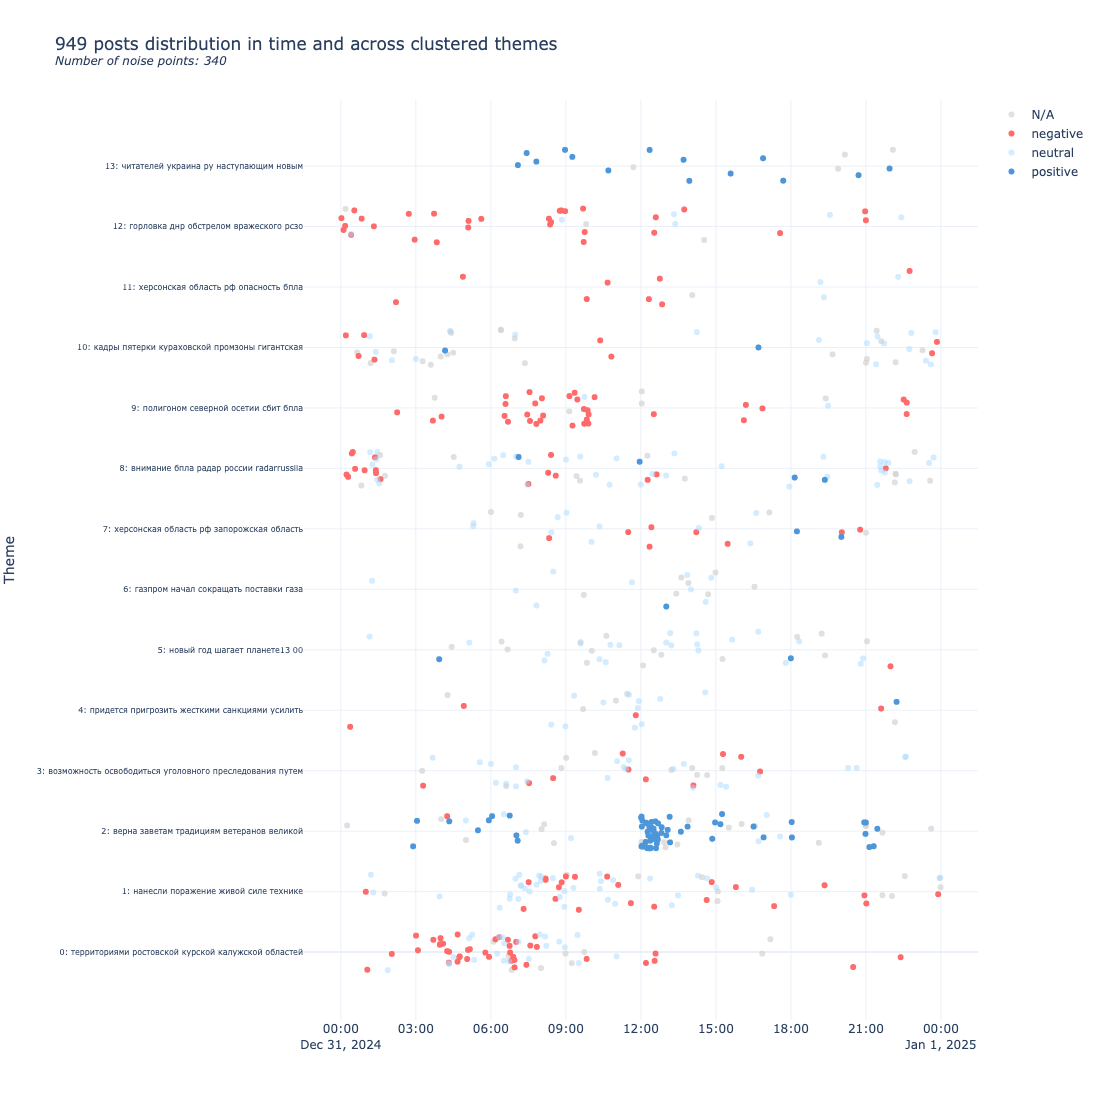 949 posts distribution in time and across clustered themes
Number of noise points: 340
N/A
negative
neutral
positive
13: читателей украина ру наступающим новым
12: горловка днр обстрелом вражеского рсзо
11: херсонская область рф опасность бпла
10: кадры пятерки кураховской промзоны гигантская
9: полигоном северной осетии сбит бпла
8: внимание бпла радар россии radarrussiia
7: херсонская область рф запорожская область
6: газпром начал сокращать поставки газа
5: новый год шагает планете13 00
4: придется пригрозить жесткими санкциями усилить
3: возможность освободиться уголовного преследования путем
2: верна заветам традициям ветеранов великой
1: нанесли поражение живой силе технике
0: территориями ростовской курской калужской областей
Theme
00:00 03:00 06:00 09:00 12:00 15:00 18:00 21:00 00:00
Dec 31, 2024 Jan 1, 2025